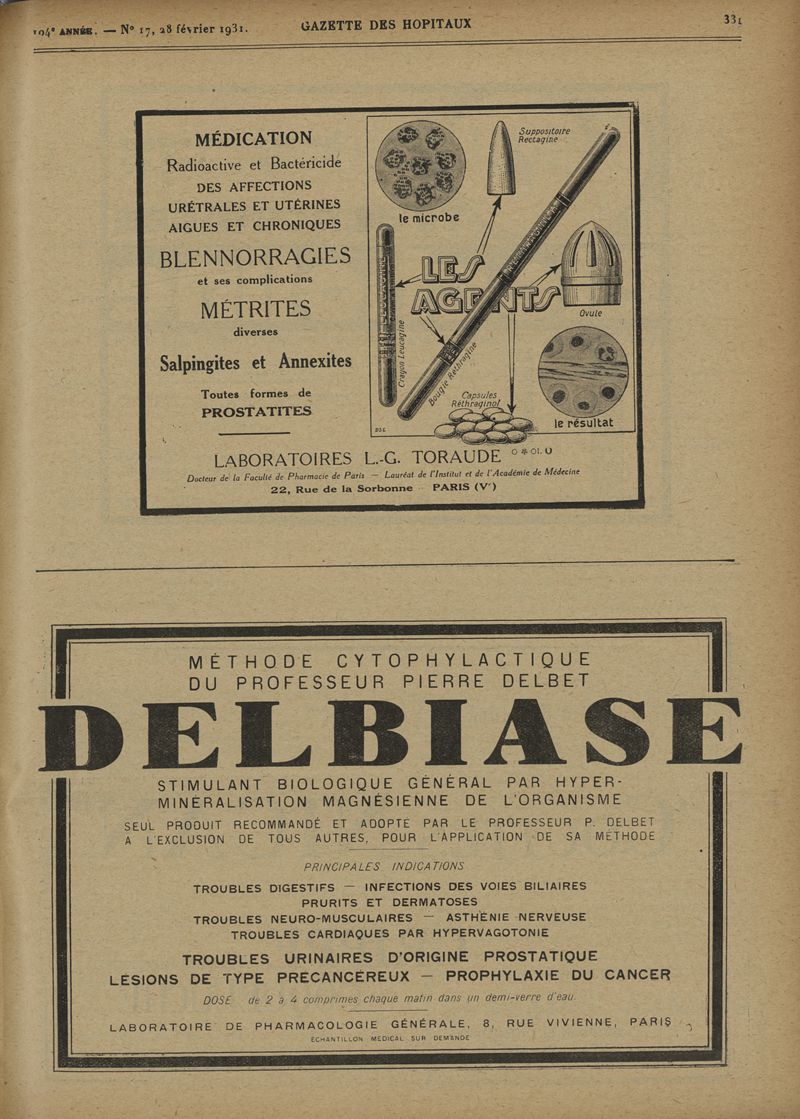 104e ANNÉE. — No 17, 28 février 1931.
GAZETTE DES HOPITAUX
331
MÉDICATION
Radioactive et Bactéricide
DES AFFECTIONS
URÉTRALES ET UTÉRINES
AIGUES ET CHRONIQUES
BLENNORRAGIES
et ses complications
MÉTRITES
diverses
Salpingites et Annexites
Toutes formes de
PROSTATITES
le microbe
Suppositoire
Rectagine
LES
AGENTS
Ovule
Crayon Leucagine
Bougie Réthragine
Capsules
Réthraginol
le résultat
LABORATOIRES L.-G. TORAUDE
Docteur de la Faculté de Pharmacie de Paris — Lauréat de l'Institut et de l'Académie de Médecine
22, Rue de la Sorbonne - PARIS (Ve)
MÉTHODE CYTOPHYLACTIQUE
DU PROFESSEUR PIERRE DELBET
DELBIASE
STIMULANT BIOLOGIQUE GÉNÉRAL PAR HYPER-
MINÉRALISATION MAGNÉSIENNE DE L'ORGANISME
SEUL PRODUIT RECOMMANDÉ ET ADOPTÉ PAR LE PROFESSEUR P. DELBET
A L'EXCLUSION DE TOUS AUTRES, POUR L'APPLICATION DE SA MÉTHODE
PRINCIPALES INDICATIONS
TROUBLES DIGESTIFS — INFECTIONS DES VOIES BILIAIRES
PRURITS ET DERMATOSES
TROUBLES NEURO-MUSCULAIRES — ASTHÉNIE NERVEUSE
TROUBLES CARDIAQUES PAR HYPERVAGOTONIE
TROUBLES URINAIRES D'ORIGINE PROSTATIQUE
LÉSIONS DE TYPE PRÉCANCÉREUX — PROPHYLAXIE DU CANCER
DOSE de 2 à 4 comprimes chaque matin dans un demi-verre d'eau.
LABORATOIRE DE PHARMACOLOGIE GÉNÉRALE, 8, RUE VIVIENNE, PARIS
ÉCHANTILLON MÉDICAL SUR DEMANDE